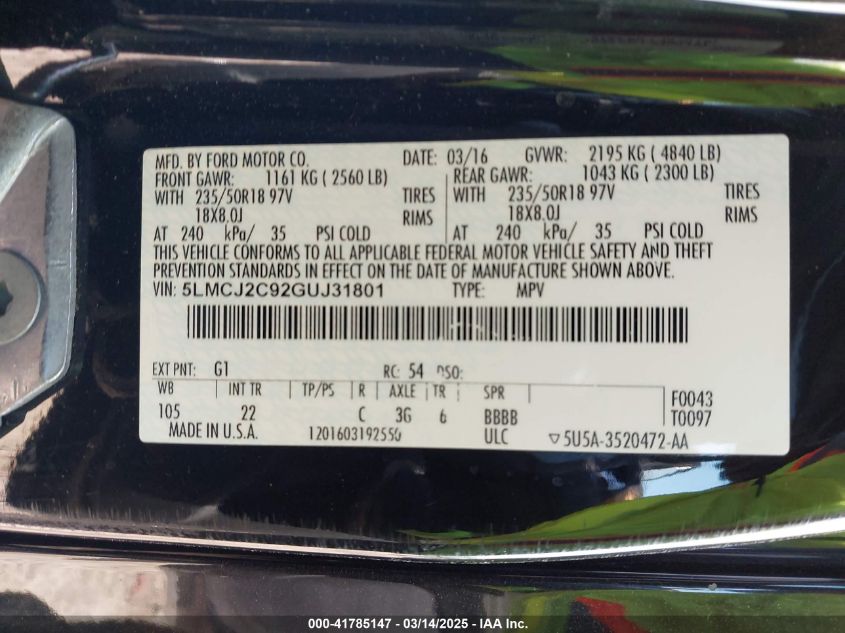 MFD. BY FORD MOTOR CO. DATE: 03/16 GVWR: 2195 KG ( 4840 LB)
FRONT GAWR: 1161 KG ( 2560 LB) REAR GAWR: 1043 KG ( 2300 LB)
WITH 235/50R18 97V TIRES WITH 235/50R18 97V TIRES
18X8.0J RIMS 18X8.0J RIMS
AT 240 kPa/ 35 PSI COLD AT 240 kPa/ 35 PSI COLD
THIS VEHICLE CONFORMS TO ALL APPLICABLE FEDERAL MOTOR VEHICLE SAFETY AND THEFT
PREVENTION STANDARDS IN EFFECT ON THE DATE OF MANUFACTURE SHOWN ABOVE.
VIN: 5LMCJ2C92GUJ31801 TYPE: MPV
EXT PNT: G1 RC: 54 DSO:
WB INT TR TP/PS R AXLE TR SPR F0043
105 22 C 3G 6 BBBB T0097
MADE IN U.S.A. ULC 5U5A-3520472-AA
000-41785147 - 03/14/2025 - IAA Inc.